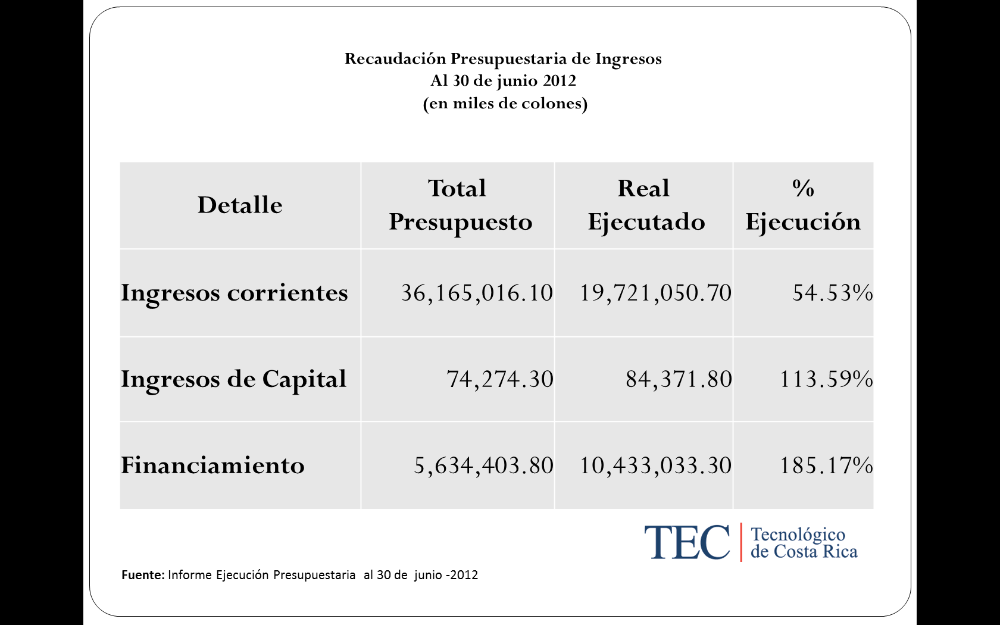 Recaudación Presupuestaria de Ingresos
Al 30 de junio 2012
(en miles de colones)
Detalle
Total
Presupuesto
Real
Ejecutado
%
Ejecución
Ingresos corrientes 36,165,016.10 19,721,050.70 54.53%
Ingresos de Capital 74,274.30 84,371.80 113.59%
Financiamiento 5,634,403.80 10,433,033.30 185.17%
TEC
Tecnológico
de Costa Rica
Fuente: Informe Ejecución Presupuestaria al 30 de junio -2012